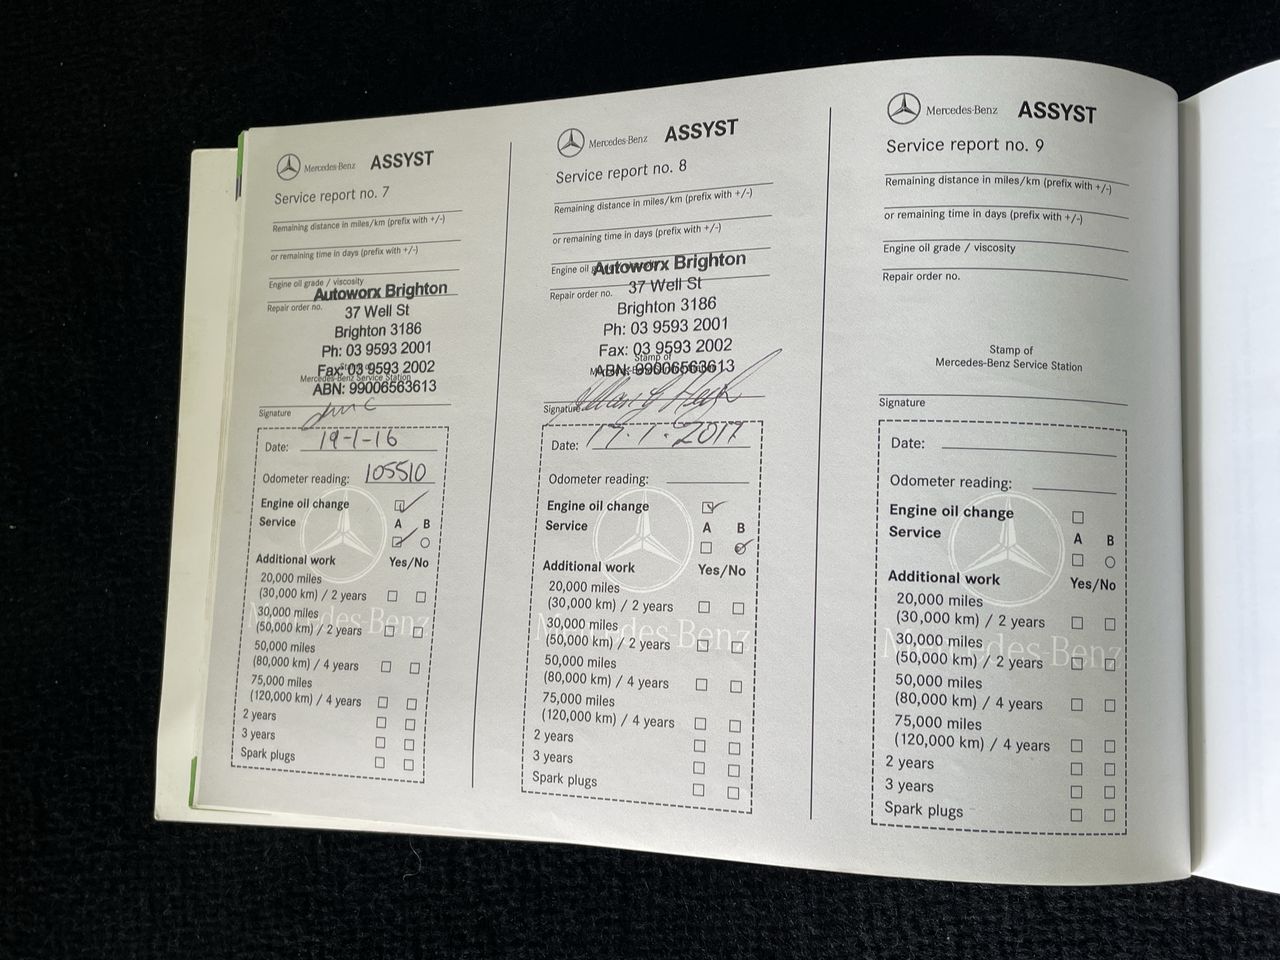 Mercedes-Benz ASSYST
Service report no. 7
Remaining distance in miles/km (prefix with +/-)
or remaining time in days (prefix with +/-)
Engine oil grade / viscosity
Repair order no.
Autoworx Brighton
37 Well St
Brighton 3186
Ph: 03 9593 2001
Fax: 03 9593 2002
Mercedes-Benz Service Station
ABN: 99006563613
Signature
Date: 19-1-16
Odometer reading: 105510
Engine oil change
Service A B
Additional work Yes/No
20,000 miles
(30,000 km) / 2 years
30,000 miles
(50,000 km) / 2 years
50,000 miles
(80,000 km) / 4 years
75,000 miles
(120,000 km) / 4 years
2 years
3 years
Spark plugs
Mercedes-Benz
Mercedes-Benz ASSYST
Service report no. 8
Remaining distance in miles/km (prefix with +/-)
or remaining time in days (prefix with +/-)
Engine oil
Autoworx Brighton
Repair order no.
37 Well St
Brighton 3186
Ph: 03 9593 2001
Fax: 03 9593 2002
Stamp of
ABN: 99006563613
Signature
Date: 17.1.2017
Odometer reading:
Engine oil change
Service A B
Additional work Yes/No
20,000 miles
(30,000 km) / 2 years
30,000 miles
(50,000 km) / 2 years
50,000 miles
(80,000 km) / 4 years
75,000 miles
(120,000 km) / 4 years
2 years
3 years
Spark plugs
Mercedes-Benz
Mercedes-Benz ASSYST
Service report no. 9
Remaining distance in miles/km (prefix with +/-)
or remaining time in days (prefix with +/-)
Engine oil grade / viscosity
Repair order no.
Stamp of
Mercedes-Benz Service Station
Signature
Date:
Odometer reading:
Engine oil change
Service A B
Additional work Yes/No
20,000 miles
(30,000 km) / 2 years
30,000 miles
(50,000 km) / 2 years
50,000 miles
(80,000 km) / 4 years
75,000 miles
(120,000 km) / 4 years
2 years
3 years
Spark plugs
Mercedes-Benz